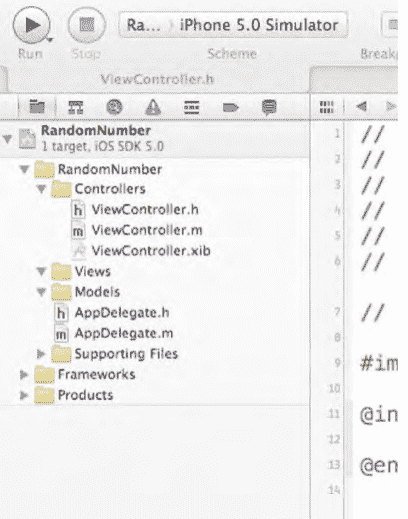 Ra... iPhone 5.0 Simulator
Run Stop Scheme Breakp
ViewController.h
RandomNumber
1 target, iOS SDK 5.0
RandomNumber
Controllers
h ViewController.h
m ViewController.m
ViewController.xib
Views
Models
h AppDelegate.h
m AppDelegate.m
Supporting Files
Frameworks
Products
1 //
2 //
3 //
4 //
5 //
6 //
7 //
8
9 #im
10
11 @in
12
13 @en
14